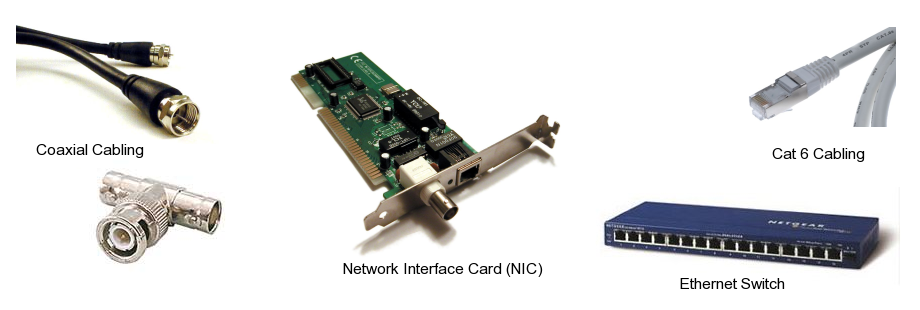 Coaxial Cabling
Network Interface Card (NIC)
Cat 6 Cabling
NETGEAR
Ethernet Switch